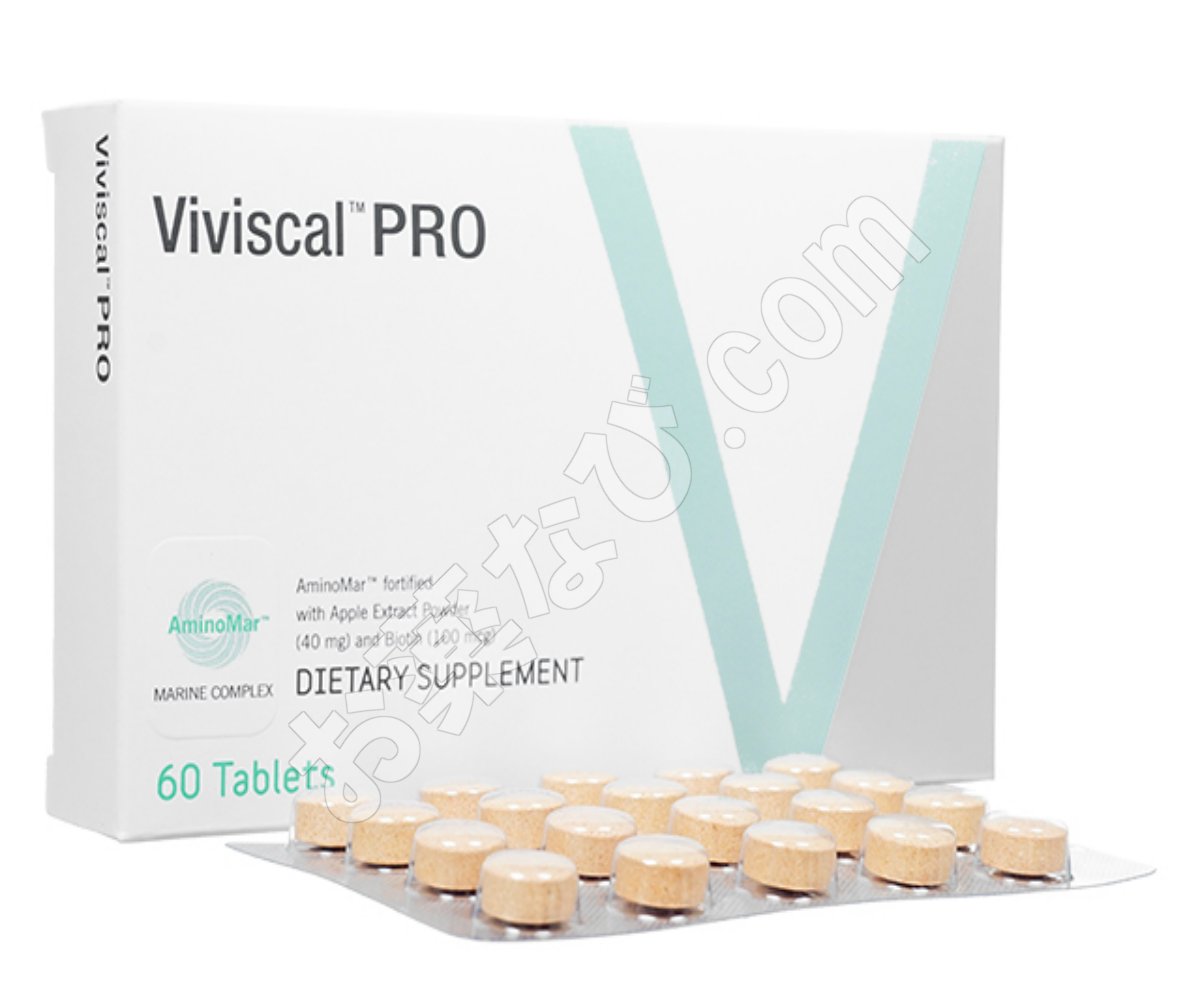 Viviscal™ PRO
Viviscal™ PRO
AminoMar™
MARINE COMPLEX
AminoMar™ fortified
with Apple Extract Powder
(40 mg) and Biotin (100 mcg)
DIETARY SUPPLEMENT
60 Tablets
お薬なび.com